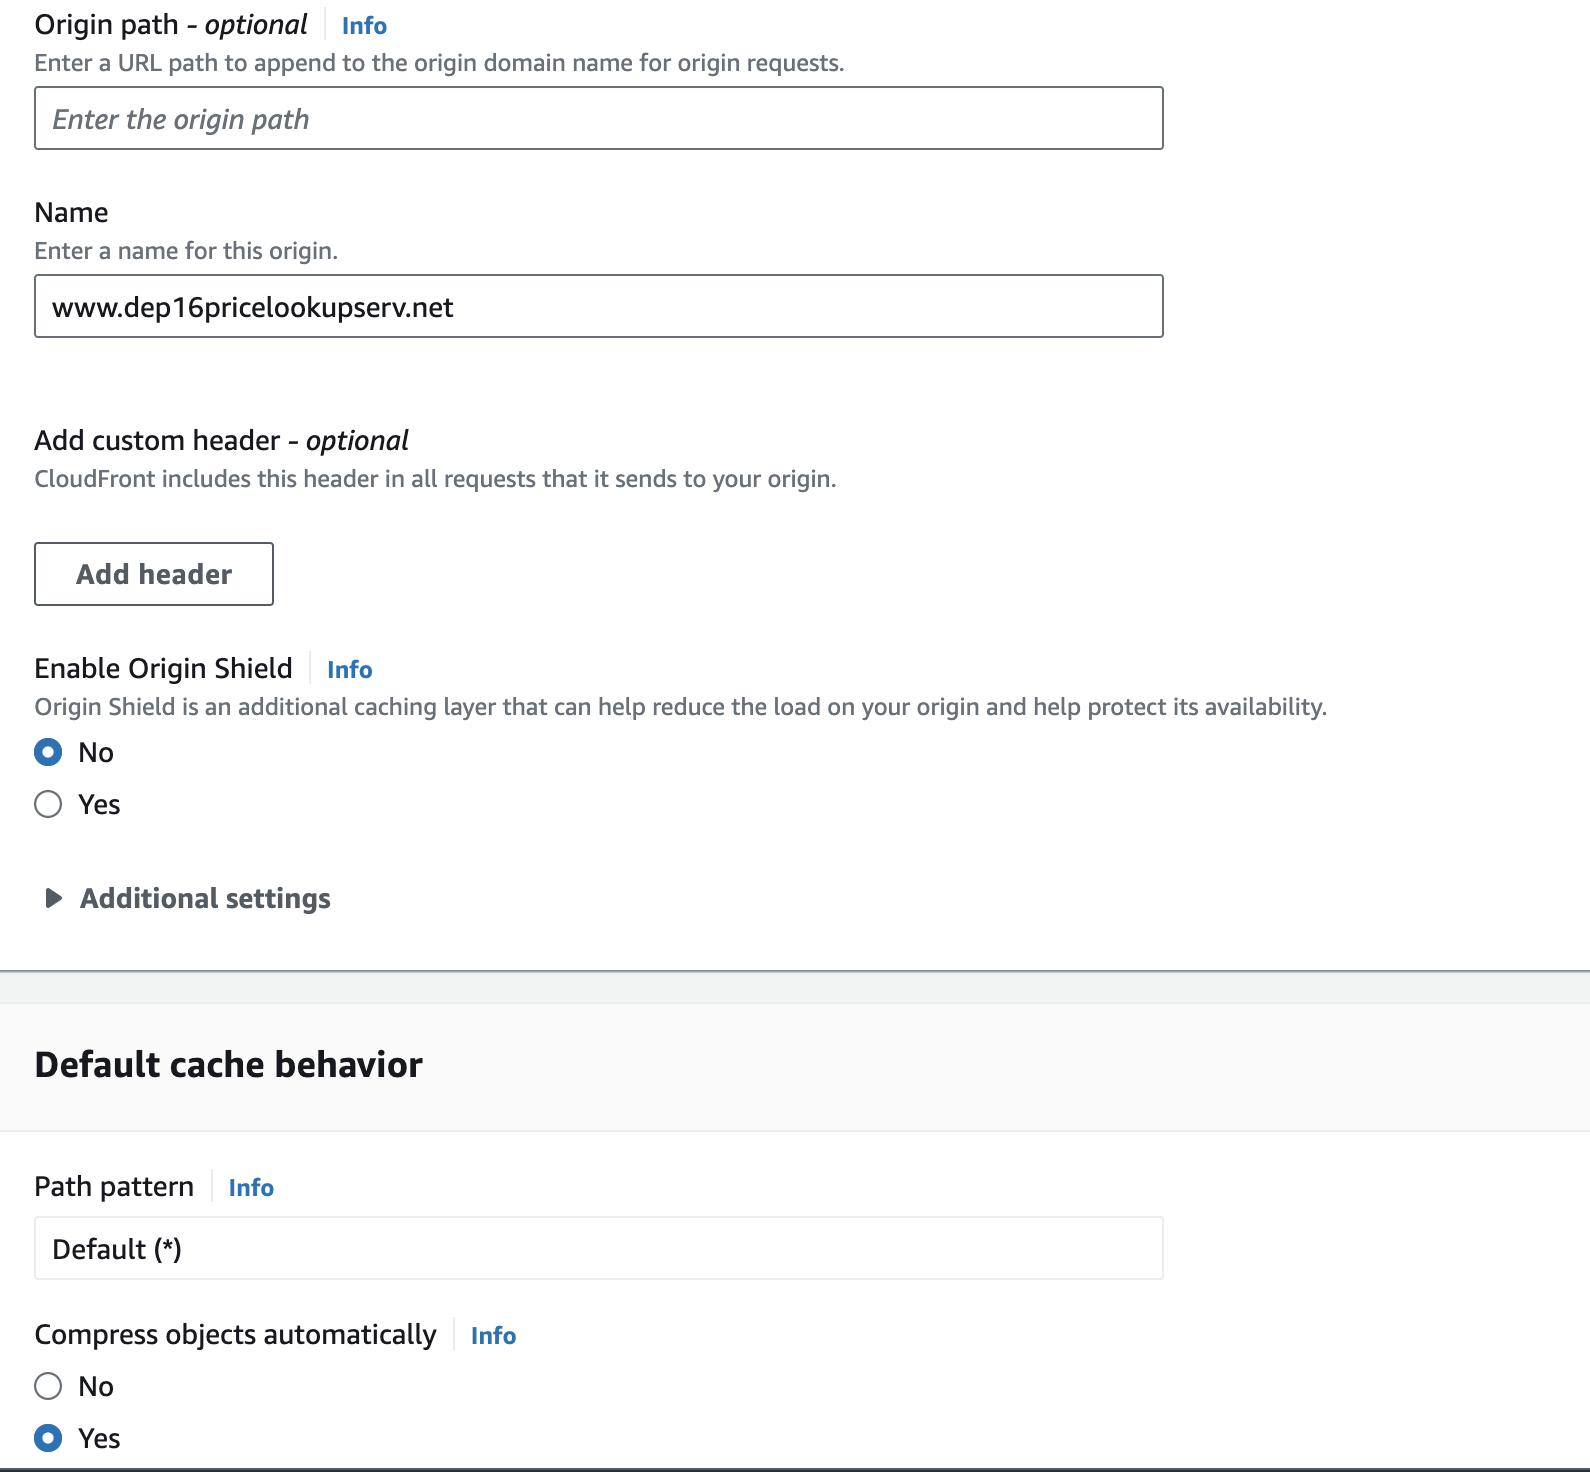 Origin path - optional Info
Enter a URL path to append to the origin domain name for origin requests.
Enter the origin path
Name
Enter a name for this origin.
www.dep16pricelookupserv.net
Add custom header - optional
CloudFront includes this header in all requests that it sends to your origin.
Add header
Enable Origin Shield Info
Origin Shield is an additional caching layer that can help reduce the load on your origin and help protect its availability.
No
Yes
Additional settings
Default cache behavior
Path pattern Info
Default (*)
Compress objects automatically Info
No
Yes